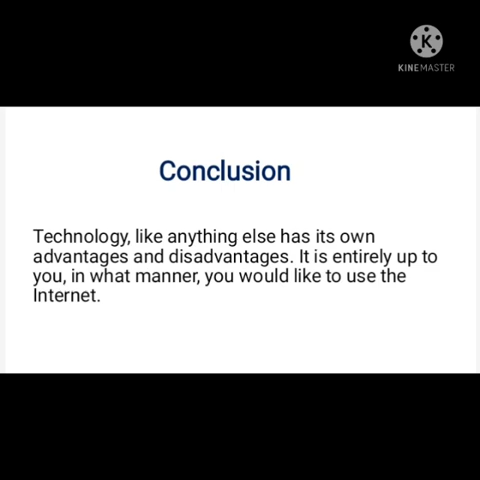 K
KINEMASTER
Conclusion
Technology, like anything else has its own
advantages and disadvantages. It is entirely up to
you, in what manner, you would like to use the
Internet.